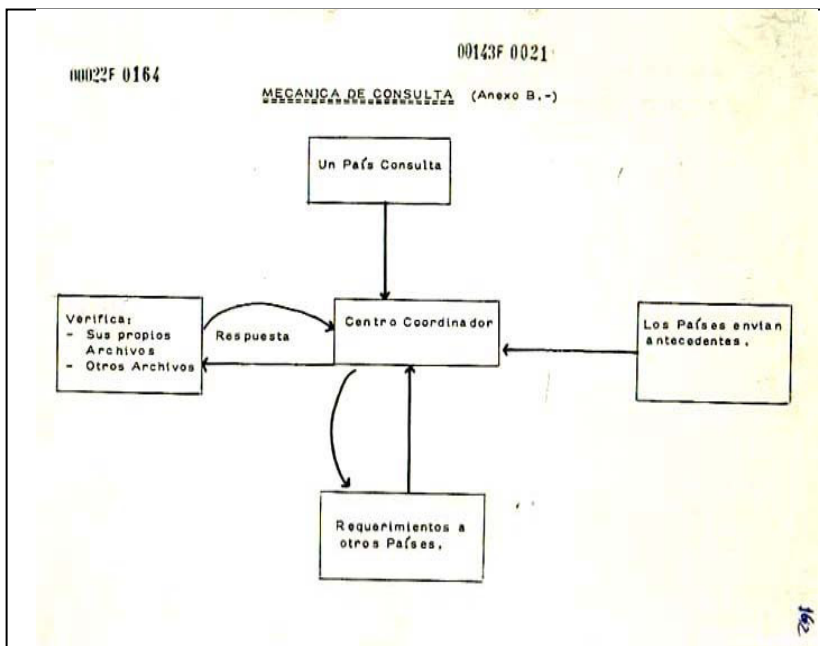 00143F 0021
00022F 0164
MECANICA DE CONSULTA (Anexo B.-)
Un País Consulta
Verifica:
- Sus propios
Archivos
- Otros Archivos
Respuesta
Centro Coordinador
Los Países envian
antecedentes.
Requerimientos a
otros Países.
162